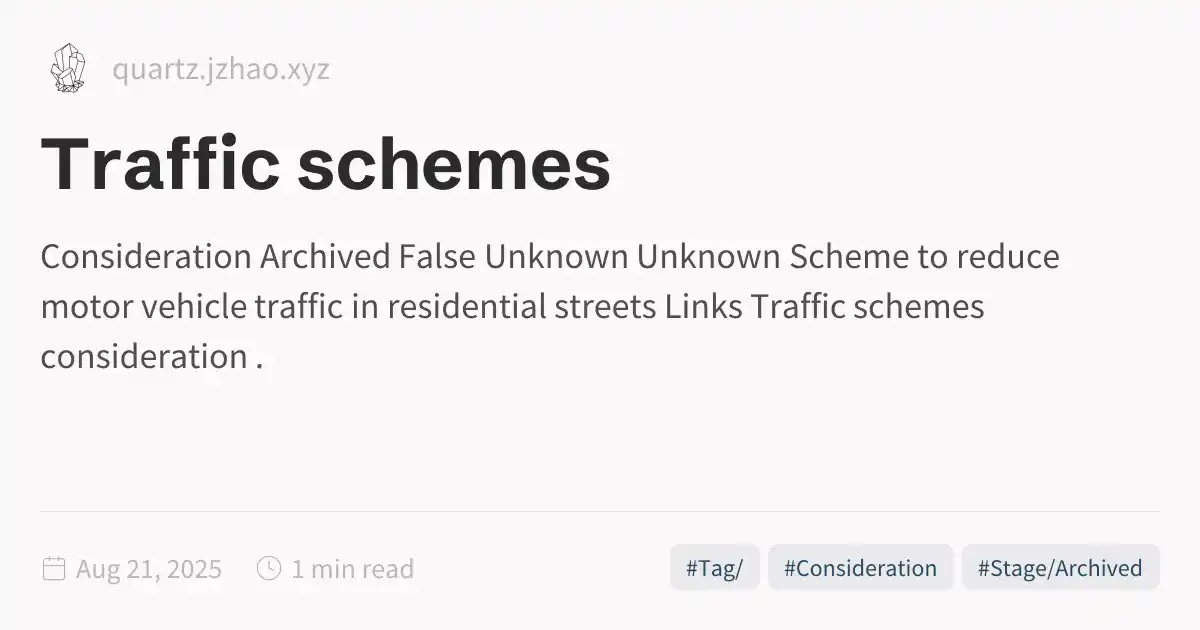 quartz.jzhao.xyz
Traffic schemes
Consideration Archived False Unknown Unknown Scheme to reduce
motor vehicle traffic in residential streets Links Traffic schemes
consideration .
Aug 21, 2025
1 min read
#Tag/
#Consideration
#Stage/Archived